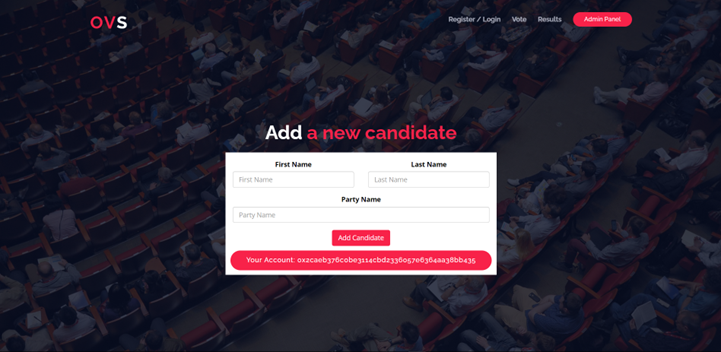 OVS
Register / Login Vote Results Admin Panel
Add a new candidate
First Name Last Name
First Name Last Name
Party Name
Party Name
Add Candidate
Your Account: 0x2caeb376c0be3114cbd2336057e6364aa38bb435